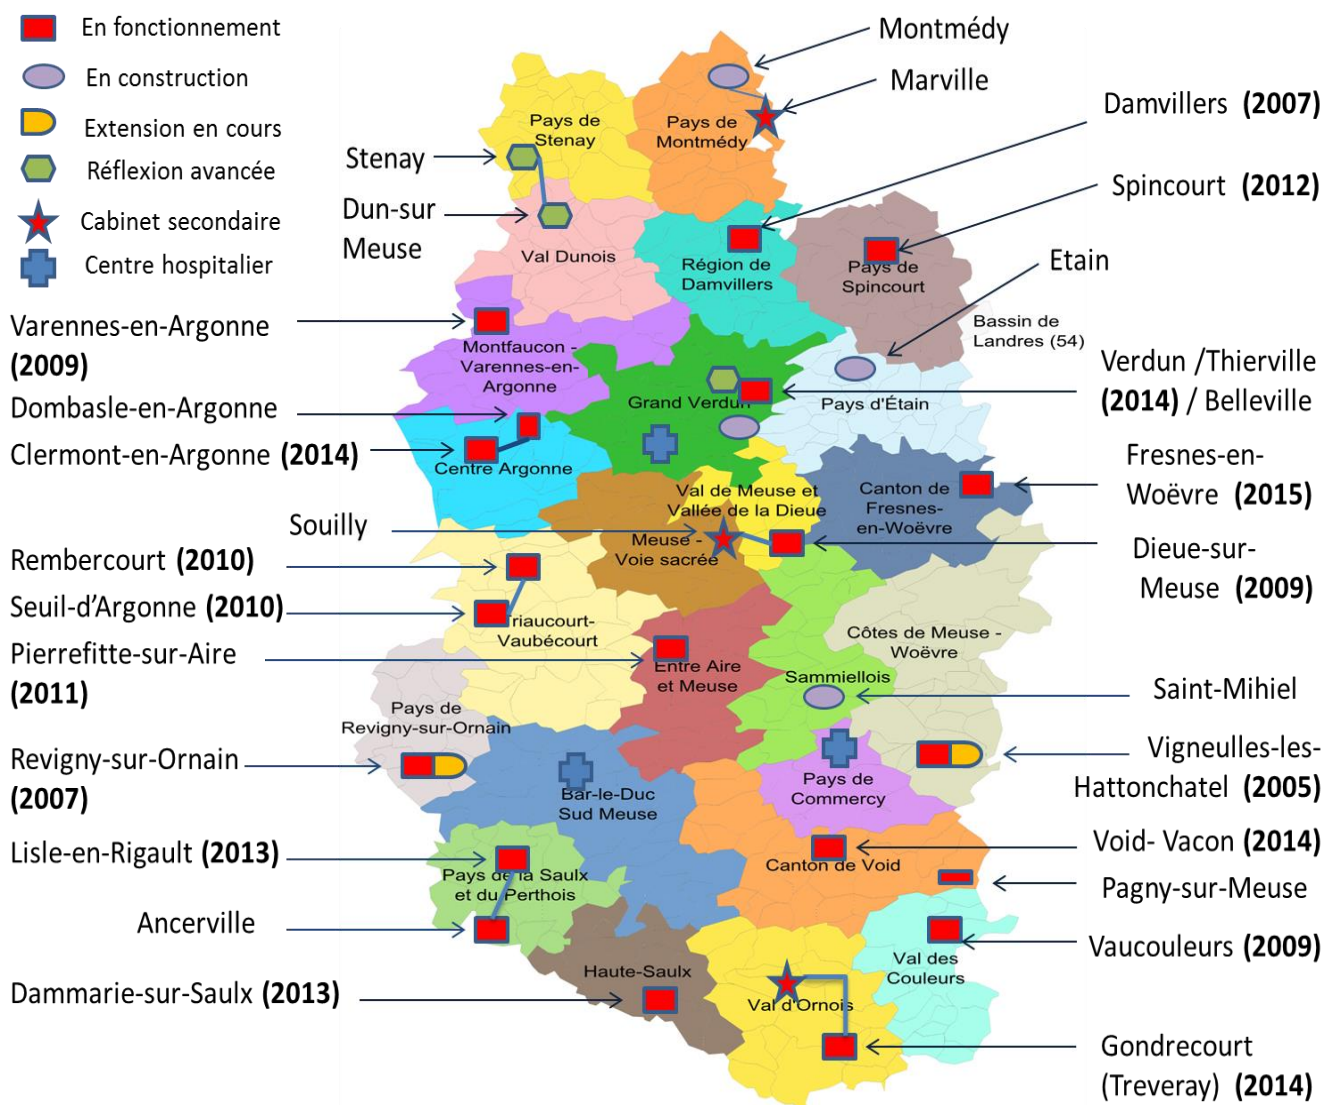 En fonctionnement
En construction
Extension en cours
Réflexion avancée
Cabinet secondaire
Centre hospitalier
Montmédy
Marville
Damvillers (2007)
Spincourt (2012)
Etain
Verdun /Thierville
(2014) / Belleville
Fresnes-en-
Woëvre (2015)
Dieue-sur-
Meuse (2009)
Saint-Mihiel
Vigneulles-les-
Hattonchatel (2005)
Void- Vacon (2014)
Pagny-sur-Meuse
Vaucouleurs (2009)
Gondrecourt
(Treveray) (2014)
Stenay
Dun-sur
Meuse
Varennes-en-Argonne
(2009)
Dombasle-en-Argonne
Clermont-en-Argonne (2014)
Souilly
Rembercourt (2010)
Seuil-d’Argonne (2010)
Pierrefitte-sur-Aire
(2011)
Revigny-sur-Ornain
(2007)
Lisle-en-Rigault (2013)
Ancerville
Dammarie-sur-Saulx (2013)
Pays de
Stenay
Pays de
Montmédy
Val Dunois
Région de
Damvillers
Pays de
Spincourt
Bassin de
Landres (54)
Montfaucon -
Varennes-en-
Argonne
Grand Verdun
Pays d'Étain
Centre Argonne
Val de Meuse et
Vallée de la Dieue
Canton de
Fresnes-
en-Woëvre
Meuse -
Voie sacrée
Triaucourt-
Vaubécourt
Côtes de Meuse -
Woëvre
Entre Aire
et Meuse
Sammiellois
Pays de
Revigny-sur-Ornain
Pays de
Commercy
Bar-le-Duc
Sud Meuse
Canton de Void
Pays de la Saulx
et du Perthois
Val des
Couleurs
Haute-Saulx
Val d'Ornois